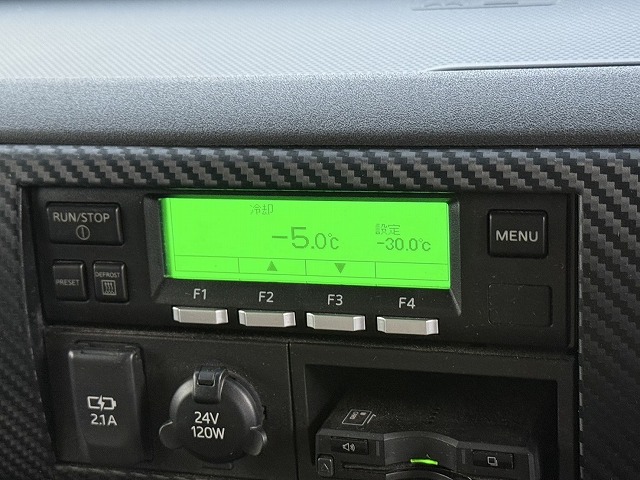 RUN/STOP
冷却
設定
-5.0℃
-30.0℃
MENU
PRESET
DEFROST
▲
▼
F1
F2
F3
F4
2.1A
24V
120W